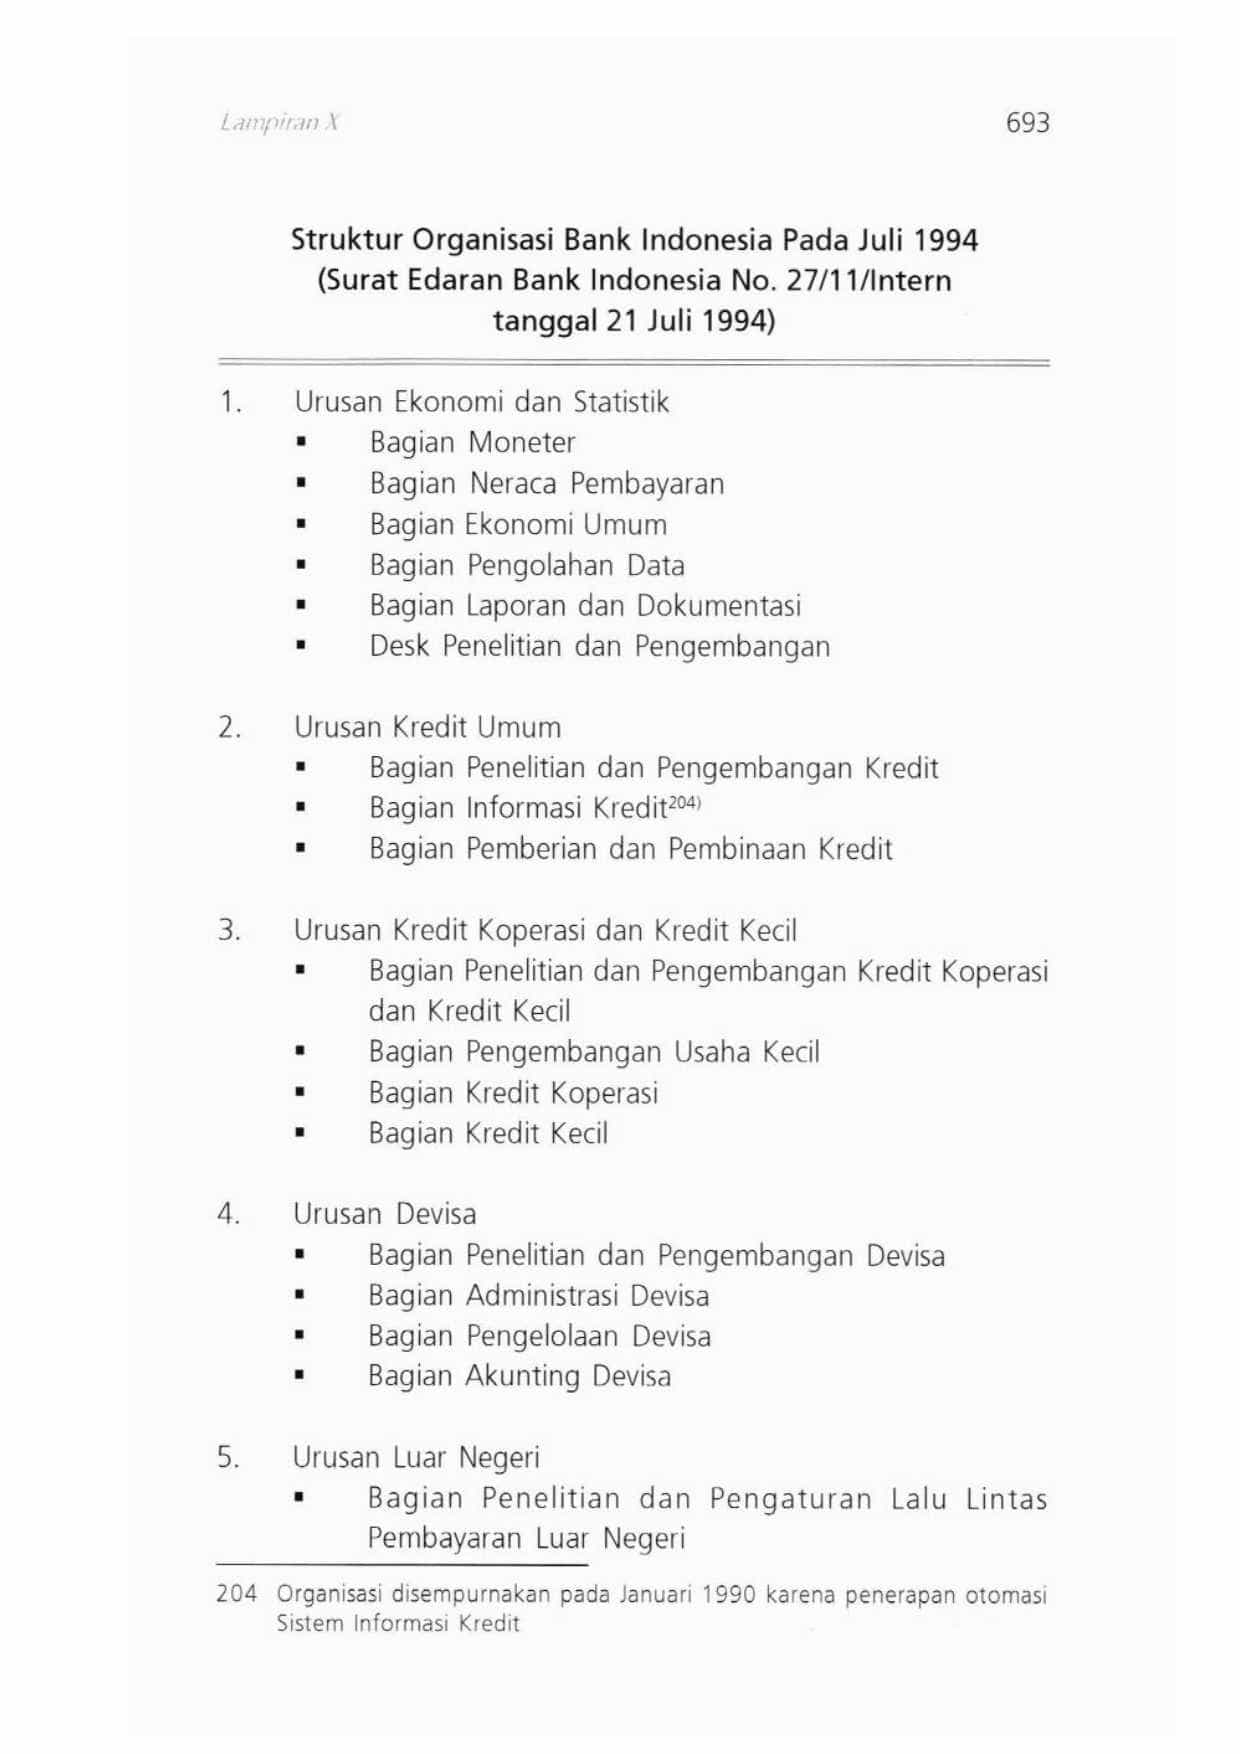 Lampiran X 693
Struktur Organisasi Bank Indonesia Pada Juli 1994
(Surat Edaran Bank Indonesia No. 27/11/Intern
tanggal 21 Juli 1994)
1. Urusan Ekonomi dan Statistik
▪ Bagian Moneter
▪ Bagian Neraca Pembayaran
▪ Bagian Ekonomi Umum
▪ Bagian Pengolahan Data
▪ Bagian Laporan dan Dokumentasi
▪ Desk Penelitian dan Pengembangan
2. Urusan Kredit Umum
▪ Bagian Penelitian dan Pengembangan Kredit
▪ Bagian Informasi Kredit204)
▪ Bagian Pemberian dan Pembinaan Kredit
3. Urusan Kredit Koperasi dan Kredit Kecil
▪ Bagian Penelitian dan Pengembangan Kredit Koperasi
dan Kredit Kecil
▪ Bagian Pengembangan Usaha Kecil
▪ Bagian Kredit Koperasi
▪ Bagian Kredit Kecil
4. Urusan Devisa
▪ Bagian Penelitian dan Pengembangan Devisa
▪ Bagian Administrasi Devisa
▪ Bagian Pengelolaan Devisa
▪ Bagian Akunting Devisa
5. Urusan Luar Negeri
▪ Bagian Penelitian dan Pengaturan Lalu Lintas
Pembayaran Luar Negeri
204 Organisasi disempurnakan pada Januari 1990 karena penerapan otomasi
Sistem Informasi Kredit